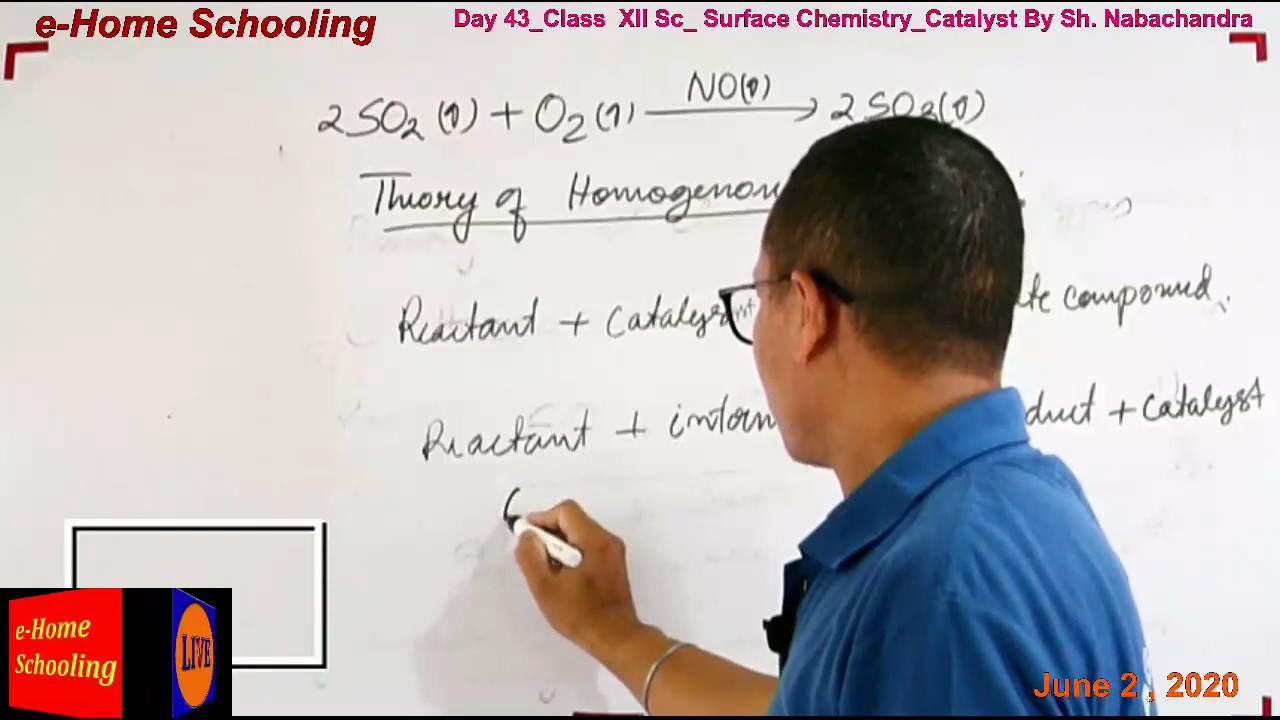 e-Home Schooling
Day 43_Class XII Sc_ Surface Chemistry_Catalyst By Sh. Nabachandra
NO(g)
2SO₂ (g) + O₂ (g) ⟶ 2SO₃(g)
Theory of Homogenou
Reactant + Catalyst te compound.
Reactant + interm duct + catalyst
(
e-Home
Schooling
LIVE
June 2 , 2020